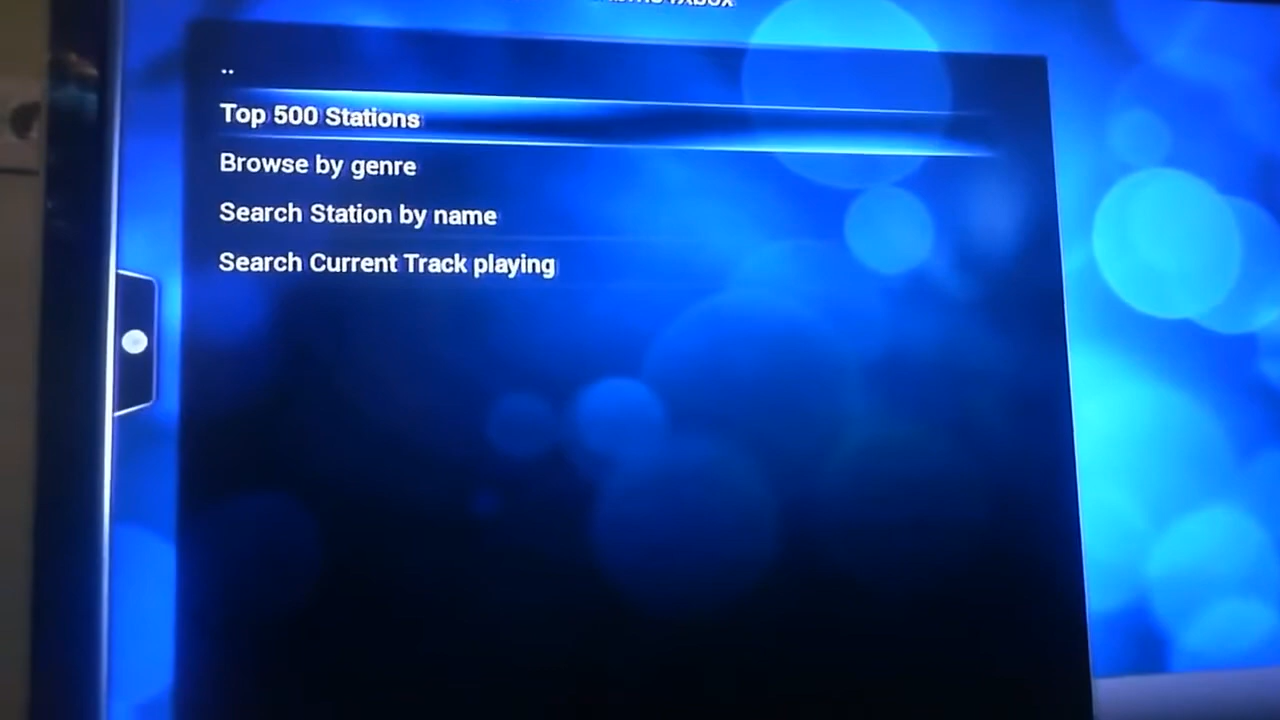 ..
Top 500 Stations
Browse by genre
Search Station by name
Search Current Track playing